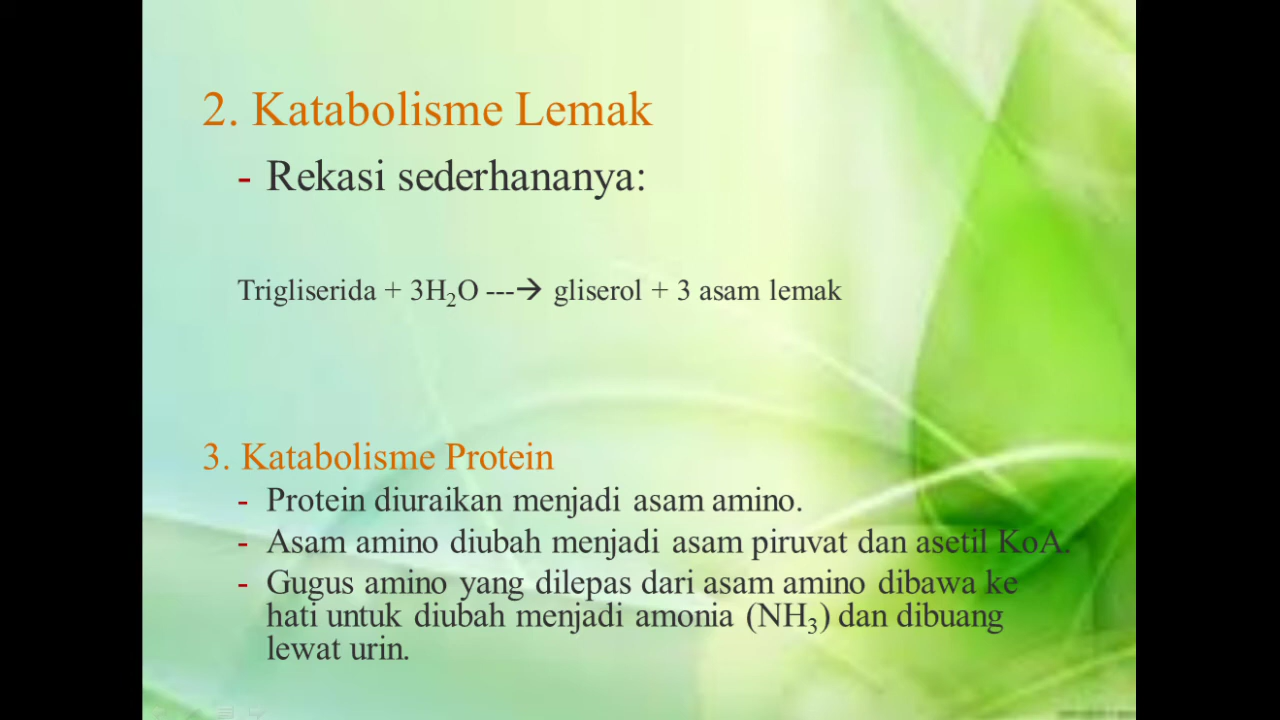 2. Katabolisme Lemak
- Rekasi sederhananya:
Trigliserida + 3H₂O ---→ gliserol + 3 asam lemak
3. Katabolisme Protein
- Protein diuraikan menjadi asam amino.
- Asam amino diubah menjadi asam piruvat dan asetil KoA.
- Gugus amino yang dilepas dari asam amino dibawa ke
hati untuk diubah menjadi amonia (NH₃) dan dibuang
lewat urin.